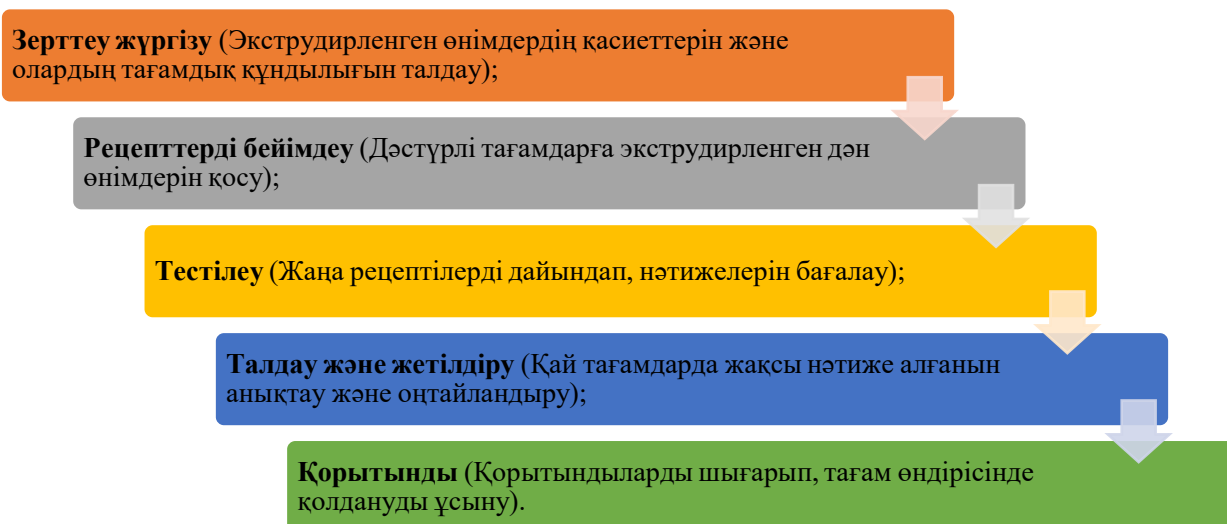 Зерттеу жүргізу (Экструдирленген өнімдердің қасиеттерін және
олардың тағамдық құндылығын талдау);
Рецепттерді бейімдеу (Дәстүрлі тағамдарға экструдирленген дән
өнімдерін қосу);
Тестілеу (Жаңа рецептілерді дайындап, нәтижелерін бағалау);
Талдау және жетілдіру (Қай тағамдарда жақсы нәтиже алғанын
анықтау және оңтайландыру);
Қорытынды (Қорытындыларды шығарып, тағам өндірісінде
қолдануды ұсыну).